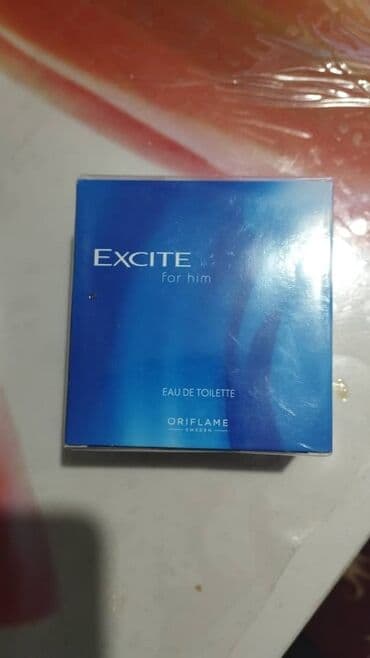 EXCITE
for him
EAU DE TOILETTE
ORIFLAME
SWEDEN